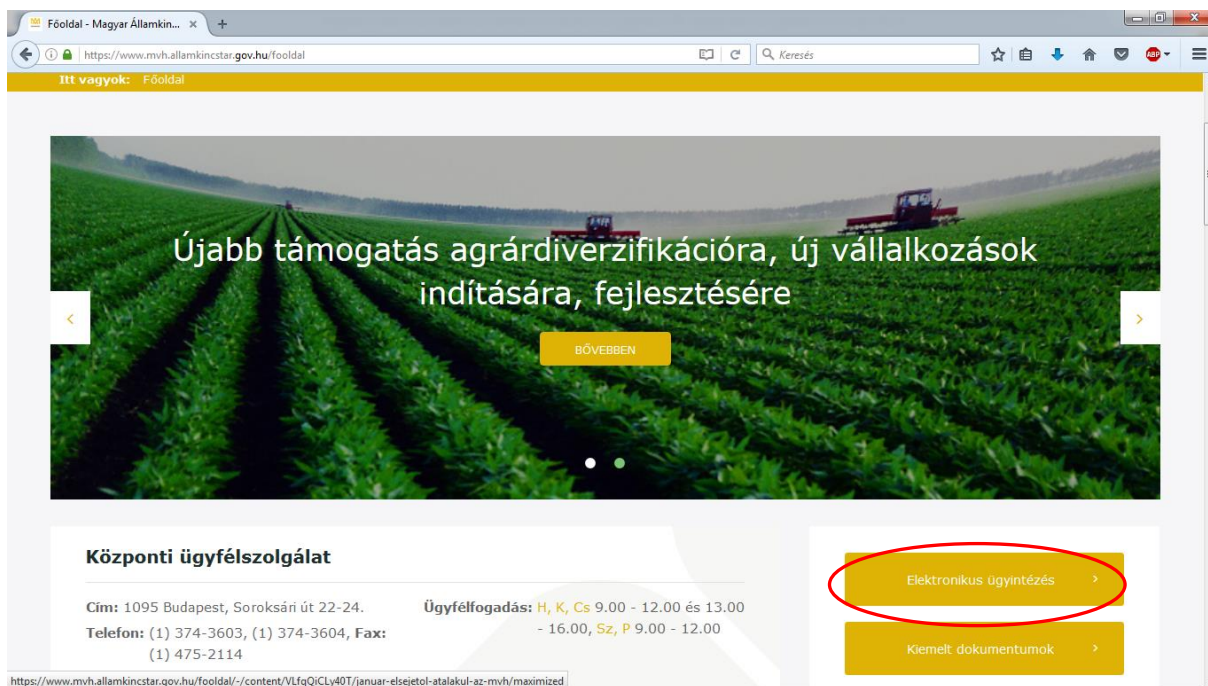 Főoldal - Magyar Államkin...
https://www.mvh.allamkincstar.gov.hu/fooldal
Keresés
ABP
Itt vagyok: Főoldal
Újabb támogatás agrárdiverzifikációra, új vállalkozások
indítására, fejlesztésére
BŐVEBBEN
Központi ügyfélszolgálat
Cím: 1095 Budapest, Soroksári út 22-24.
Telefon: (1) 374-3603, (1) 374-3604, Fax:
(1) 475-2114
Ügyfélfogadás: H, K, Cs 9.00 - 12.00 és 13.00
- 16.00, Sz, P 9.00 - 12.00
Elektronikus ügyintézés
Kiemelt dokumentumok
https://www.mvh.allamkincstar.gov.hu/fooldal/-/content/VLfqQiCLy40T/januar-elsejetol-atalakul-az-mvh/maximized